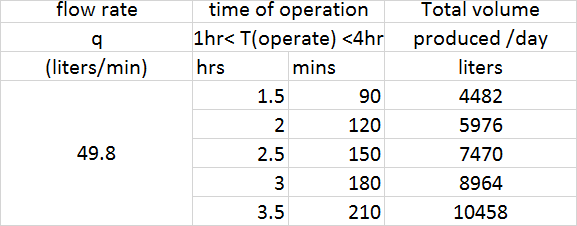 flow rate time of operation Total volume
q 1hr< T(operate) <4hr produced /day
(liters/min) hrs mins liters
1.5 90 4482
2 120 5976
49.8 2.5 150 7470
3 180 8964
3.5 210 10458